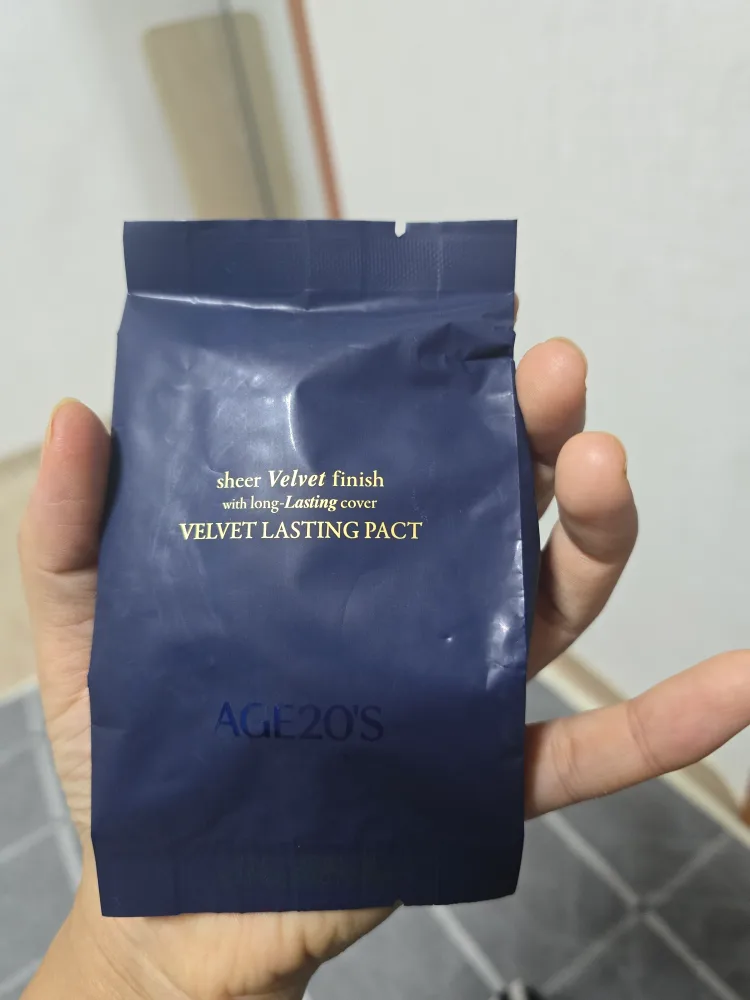 sheer Velvet finish
with long-Lasting cover
VELVET LASTING PACT
AGE20'S